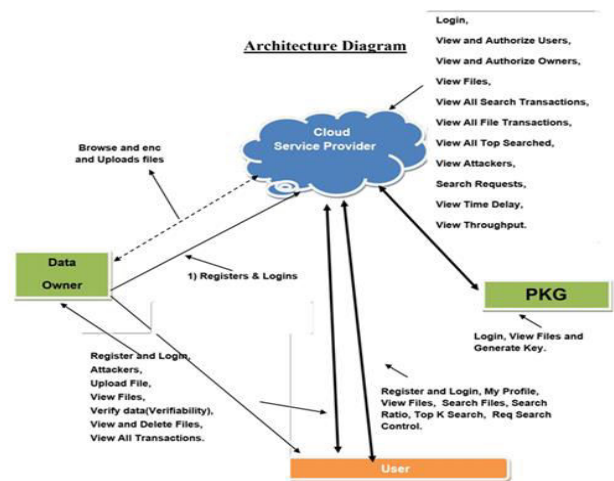 Architecture Diagram
Login,
View and Authorize Users,
View and Authorize Owners,
View Files,
View All Search Transactions,
View All File Transactions,
View All Top Searched,
View Attackers,
Search Requests,
View Time Delay,
View Throughput.
Cloud
Service Provider
Browse and enc
and Uploads files
Data
Owner
1) Registers & Logins
PKG
Login, View Files and
Generate Key.
Register and Login,
Attackers,
Upload File,
View Files,
Verify data(Verifiability),
View and Delete Files,
View All Transactions.
Register and Login, My Profile,
View Files, Search Files, Search
Ratio, Top K Search, Req Search
Control.
User